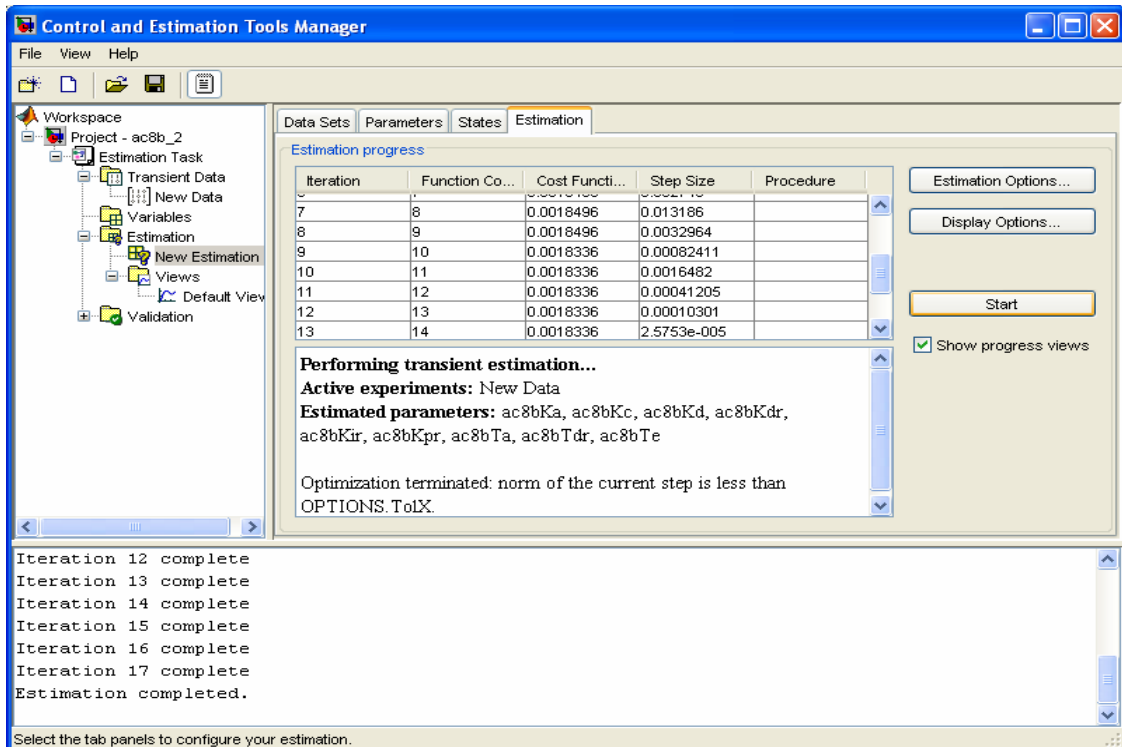 Control and Estimation Tools Manager
File View Help
Workspace
Project - ac8b_2
Estimation Task
Transient Data
New Data
Variables
Estimation
New Estimation
Views
Default View
Validation
Data Sets Parameters States Estimation
Estimation progress
Iteration Function Co... Cost Functi... Step Size Procedure
7 8 0.0018496 0.013186
8 9 0.0018496 0.0032964
9 10 0.0018336 0.00082411
10 11 0.0018336 0.0016482
11 12 0.0018336 0.00041205
12 13 0.0018336 0.00010301
13 14 0.0018336 2.5753e-005
Estimation Options...
Display Options...
Start
Show progress views
Performing transient estimation...
Active experiments: New Data
Estimated parameters: ac8bKa, ac8bKc, ac8bKd, ac8bKdr,
ac8bKir, ac8bKpr, ac8bTa, ac8bTdr, ac8bTe
Optimization terminated: norm of the current step is less than
OPTIONS.TolX.
Iteration 12 complete
Iteration 13 complete
Iteration 14 complete
Iteration 15 complete
Iteration 16 complete
Iteration 17 complete
Estimation completed.
Select the tab panels to configure your estimation.